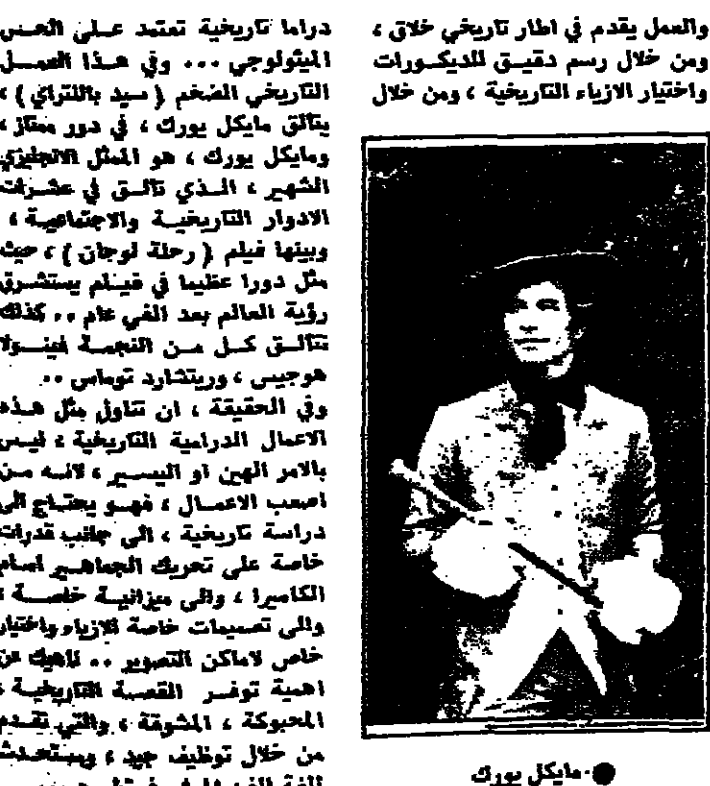 والعمل يقدم في اطار تاريخي خلاق ،
ومن خلال رسم دقيق للديكورات
واختيار الازياء التاريخية ، ومن خلال
● مايكل يورك
دراما تاريخية تعتمد على الحس
الميثولوجي ... وفي هذا العمل
التاريخي الضخم ( سيد باللتراي ) ،
يتألق مايكل يورك ، في دور ممتاز ،
ومايكل يورك ، هو الممثل الانجليزي
الشهير ، الذي تألق في عشرات
الادوار التاريخية والاجتماعية ،
وبينها فيلم ( رحلة لوجان ) ، حيث
مثل دورا عظيما في فيلم يستشرق
رؤية العالم بعد الفي عام .. كذلك
تتألق كل من النجمة فينولا
هوجيس ، وريتشارد توماس ..
وفي الحقيقة ، ان تناول مثل هذه
الاعمال الدرامية التاريخية ، ليس
بالامر الهين او اليسير ، لانه من
اصعب الاعمال ، فهو يحتاج الى
دراسة تاريخية ، الى جانب قدرات
خاصة على تحريك الجماهير امام
الكاميرا ، والى ميزانية خاصة ،
والى تصميمات خاصة للازياء واختيار
خاص لاماكن التصوير .. ناهيك عن
اهمية توفر القصة التاريخية ،
المحبوكة ، المشوقة ، والتي تقدم
من خلال توظيف جيد ، ومستحدث